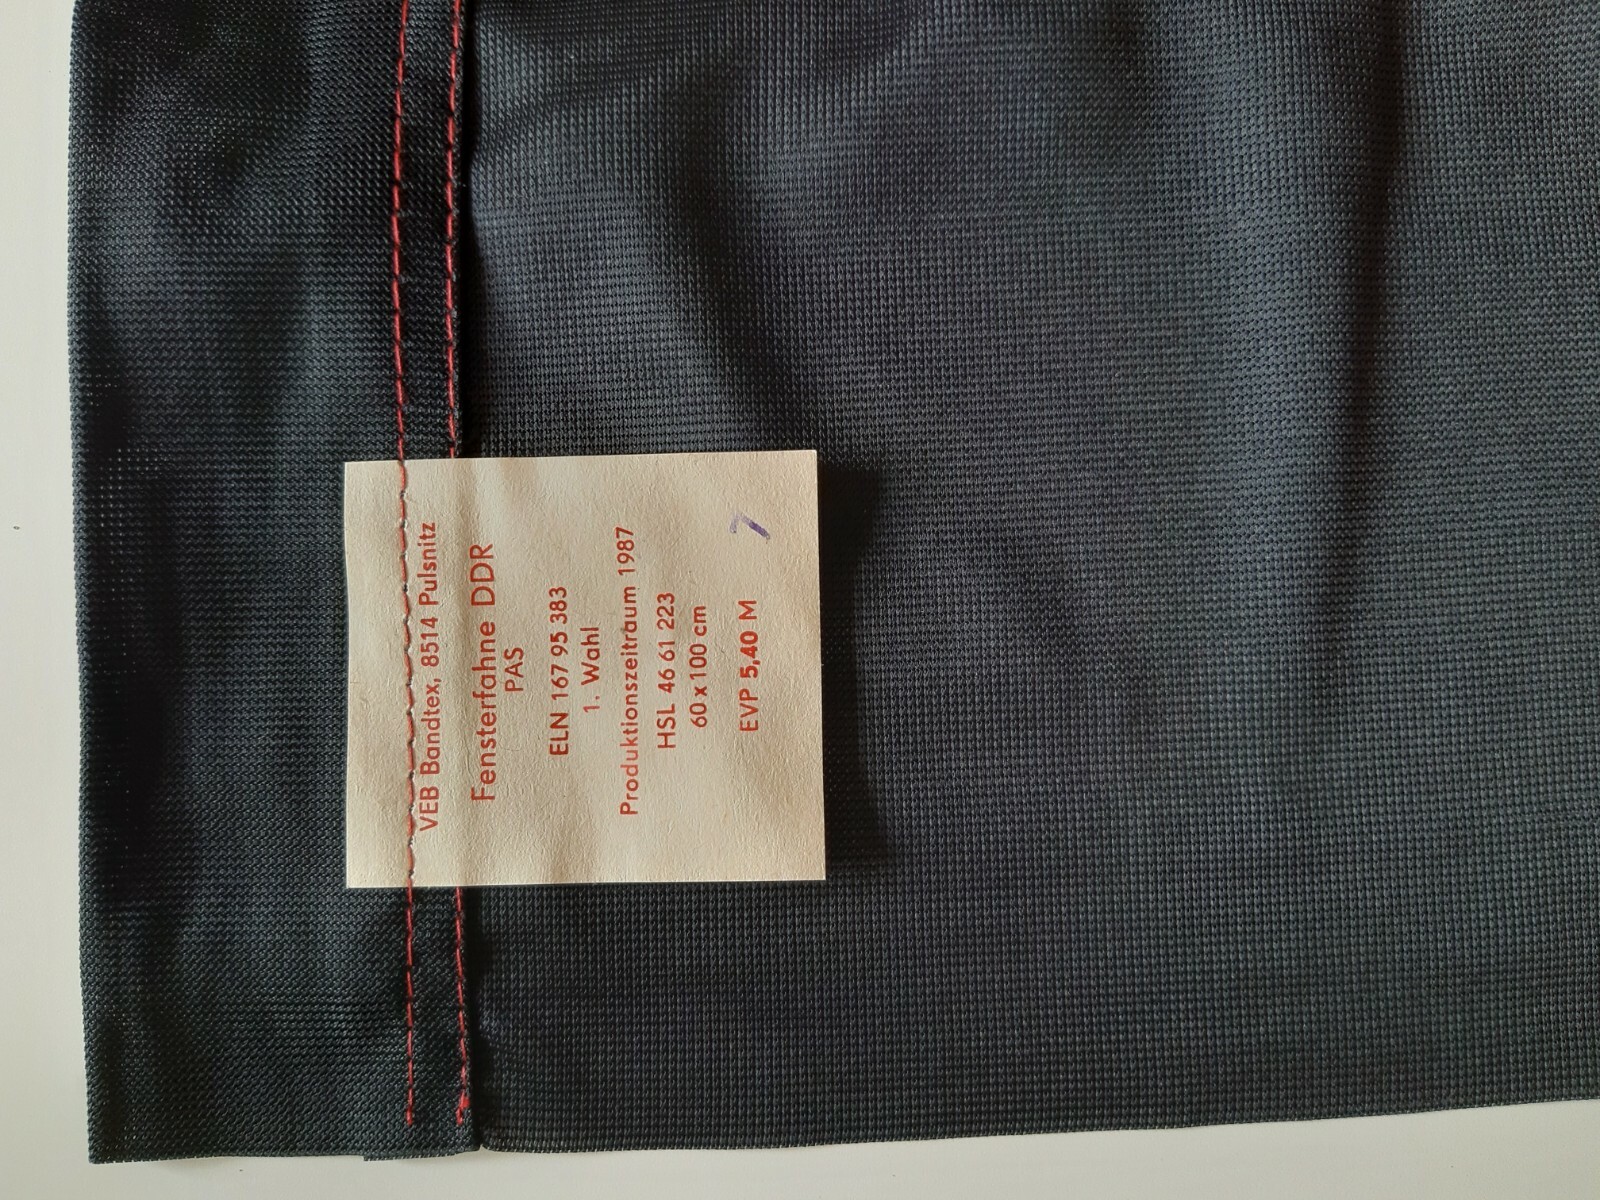 VEB Bandtex, 8514 Pulsnitz
Fensterfahne DDR
PAS
ELN 167 95 383
1. Wahl
Produktionszeitraum 1987
HSL 46 61 223
60 x 100 cm
EVP 5,40 M
7